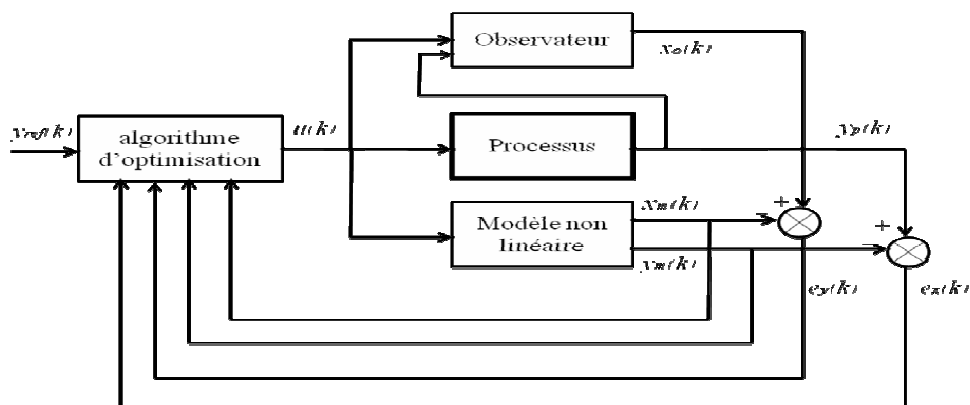 Observateur
xo(k)
yref(k)
algorithme
d'optimisation
u(k)
Processus
yp(k)
+
xm(k)
−
Modèle non
linéaire
+
−
ym(k)
ey(k)
ex(k)